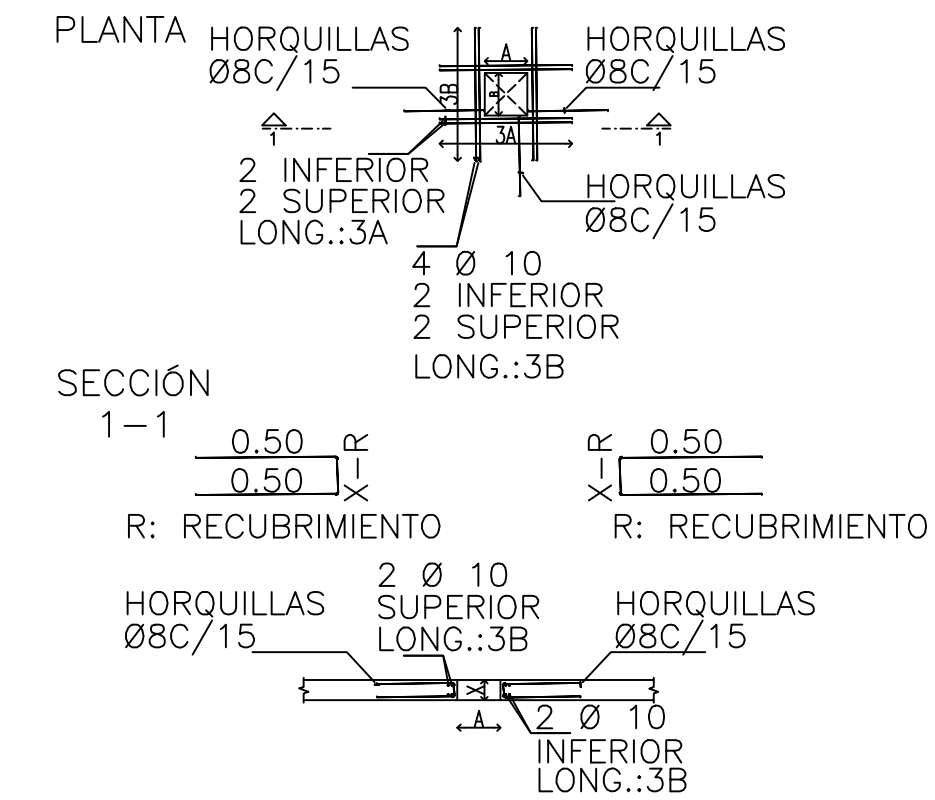 PLANTA
HORQUILLAS
Ø8C/15
HORQUILLAS
Ø8C/15
A
B
3B
3A
1
1
2 INFERIOR
2 SUPERIOR
LONG.:3A
HORQUILLAS
Ø8C/15
4 Ø 10
2 INFERIOR
2 SUPERIOR
LONG.:3B
SECCIÓN
1-1
0.50
0.50
X-R
X-R
0.50
0.50
R: RECUBRIMIENTO
R: RECUBRIMIENTO
HORQUILLAS
Ø8C/15
2 Ø 10
SUPERIOR
LONG.:3B
HORQUILLAS
Ø8C/15
X
A
2 Ø 10
INFERIOR
LONG.:3B